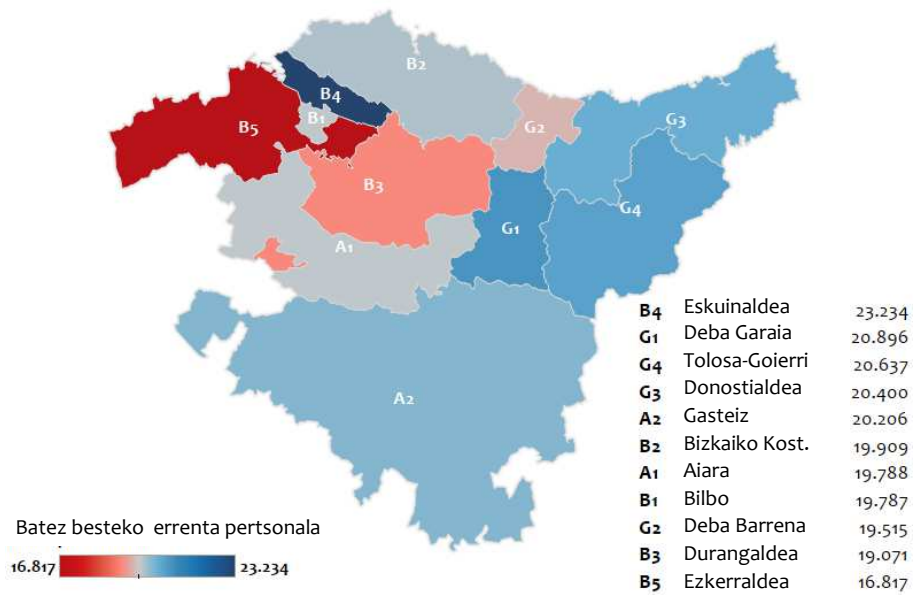 B2
B4
B1
B5
G2
G3
B3
G4
G1
A1
A2
B4 Eskuinaldea 23.234
G1 Deba Garaia 20.896
G4 Tolosa-Goierri 20.637
G3 Donostialdea 20.400
A2 Gasteiz 20.206
B2 Bizkaiko Kost. 19.909
A1 Aiara 19.788
B1 Bilbo 19.787
G2 Deba Barrena 19.515
B3 Durangaldea 19.071
B5 Ezkerraldea 16.817
Batez besteko errenta pertsonala
16.817 23.234